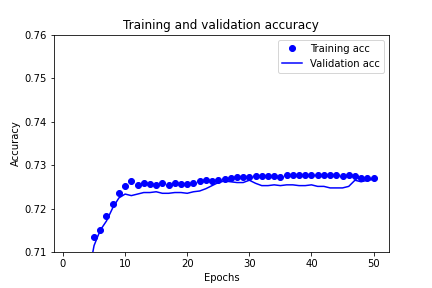 Training and validation accuracy
0.76
0.75
0.74
0.73
0.72
0.71
Accuracy
Training acc
Validation acc
0 10 20 30 40 50
Epochs